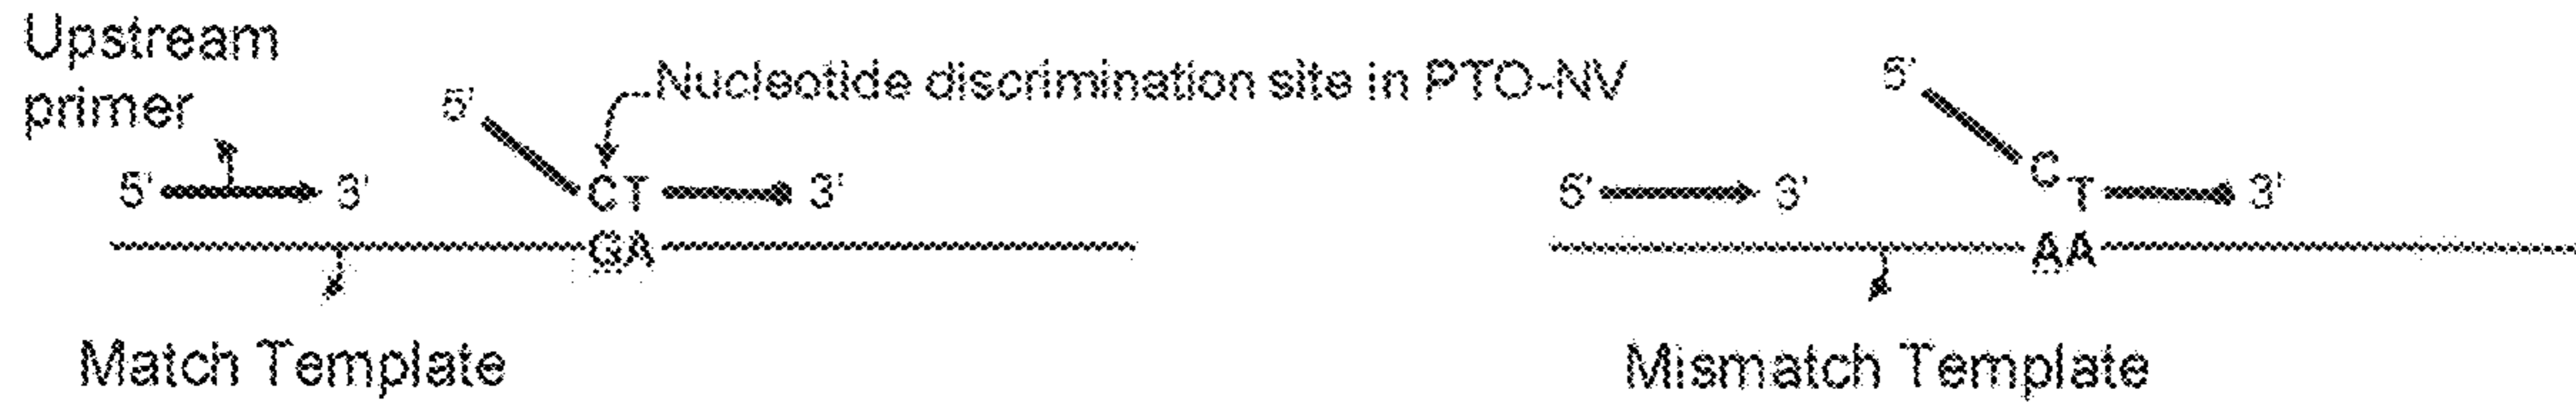 Upstream
primer
5' Nucleotide discrimination site in PTO-NV 5'
5' 3' CT 3' 5' 3' C T 3'
GA AA
Match Template Mismatch Template